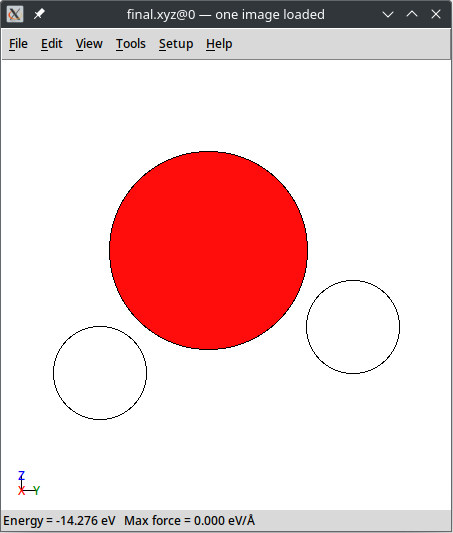 final.xyz@0 — one image loaded
File Edit View Tools Setup Help
Z
X Y
Energy = -14.276 eV Max force = 0.000 eV/Å